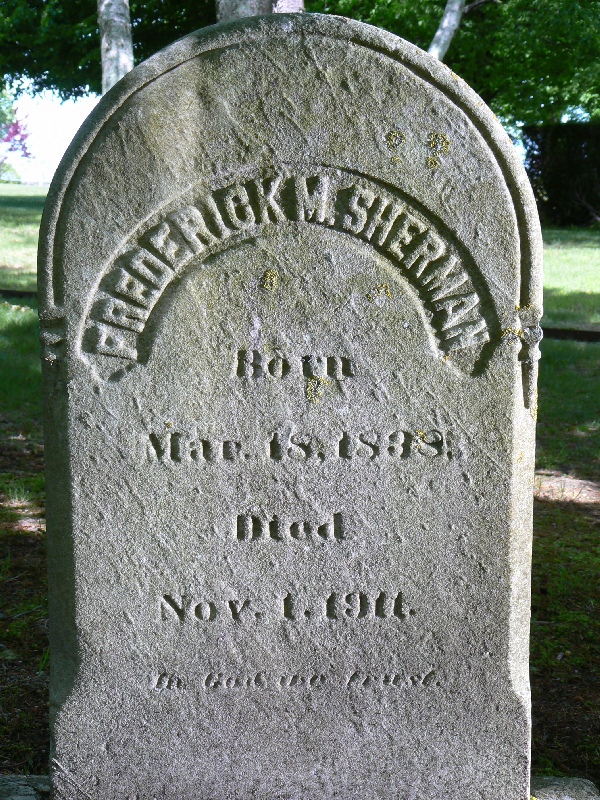 FREDERICK M. SHERMAN
Born
Mar. 18, 1838.
Died
Nov. 1. 1911.
In God we trust.